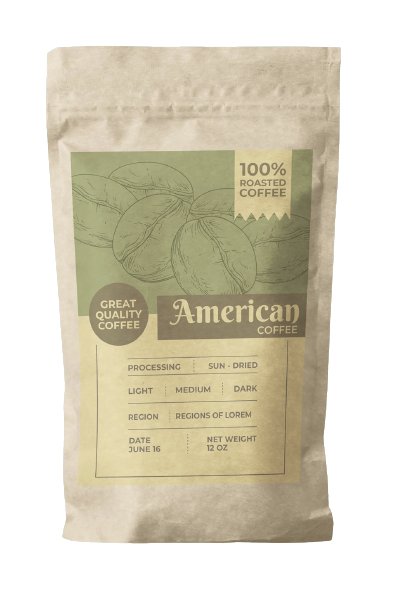 100%
ROASTED
COFFEE
GREAT
QUALITY
COFFEE
American
COFFEE
PROCESSING SUN - DRIED
LIGHT MEDIUM DARK
REGION REGIONS OF LOREM
DATE NET WEIGHT
JUNE 16 12 OZ